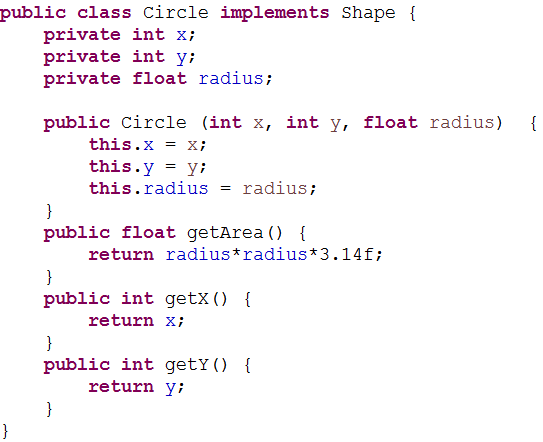 public class Circle implements Shape {
    private int x;
    private int y;
    private float radius;

    public Circle (int x, int y, float radius)  {
        this.x = x;
        this.y = y;
        this.radius = radius;
    }
    public float getArea() {
        return radius*radius*3.14f;
    }
    public int getX() {
        return x;
    }
    public int getY() {
        return y;
    }
}